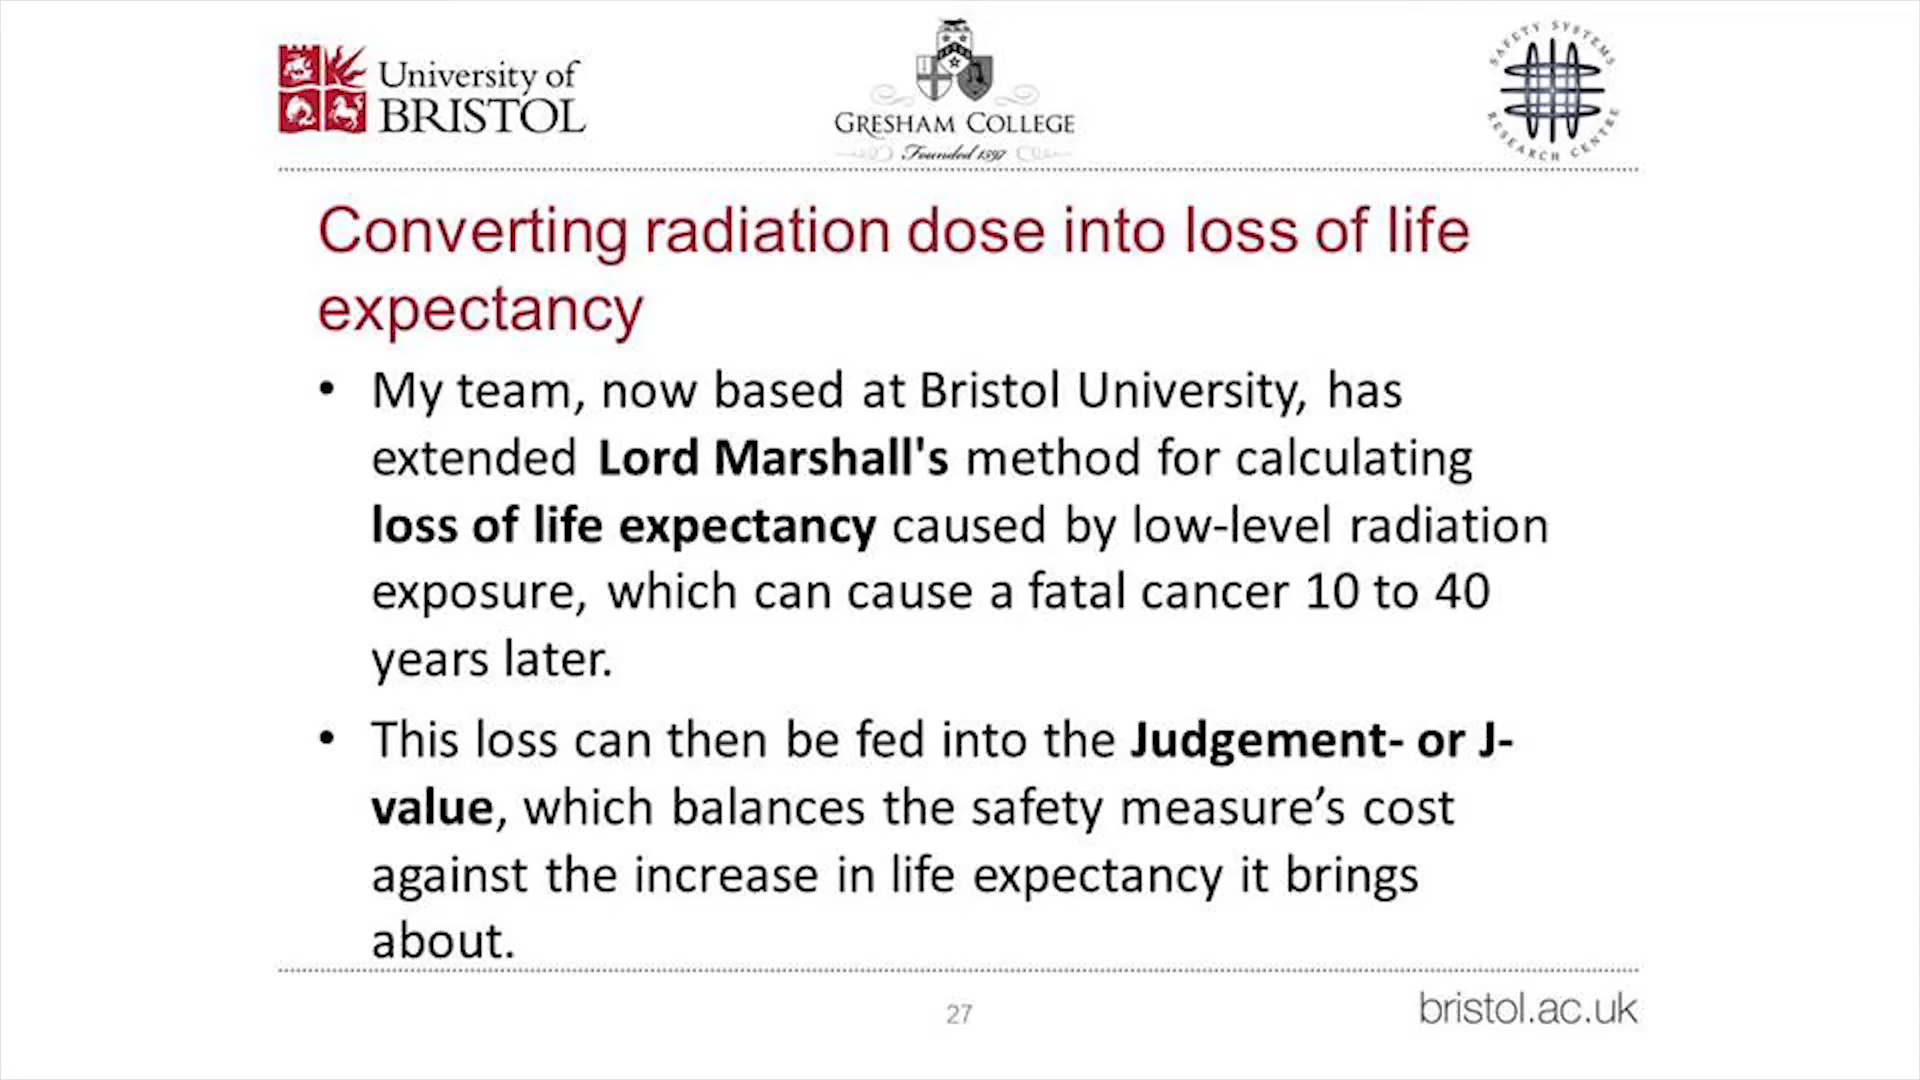 University of
BRISTOL
GRESHAM COLLEGE
Founded 1597
SAFETY SYSTEMS
RESEARCH CENTRE
Converting radiation dose into loss of life
expectancy
• My team, now based at Bristol University, has
extended Lord Marshall's method for calculating
loss of life expectancy caused by low-level radiation
exposure, which can cause a fatal cancer 10 to 40
years later.
• This loss can then be fed into the Judgement- or J-
value, which balances the safety measure’s cost
against the increase in life expectancy it brings
about.
27
bristol.ac.uk